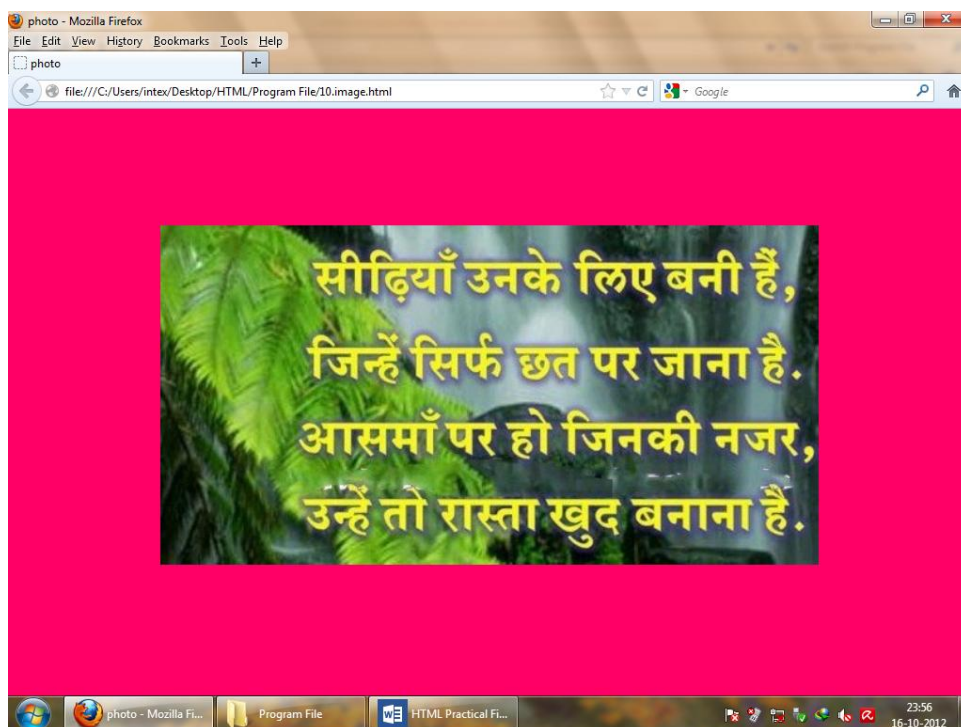 photo - Mozilla Firefox
File Edit View History Bookmarks Tools Help
photo
file:///C:/Users/intex/Desktop/HTML/Program File/10.image.html
Google
सीढ़ियाँ उनके लिए बनी हैं,
जिन्हें सिर्फ छत पर जाना है.
आसमाँ पर हो जिनकी नजर,
उन्हें तो रास्ता खुद बनाना है.
photo - Mozilla Fi...
Program File
HTML Practical Fi...
23:56
16-10-2012